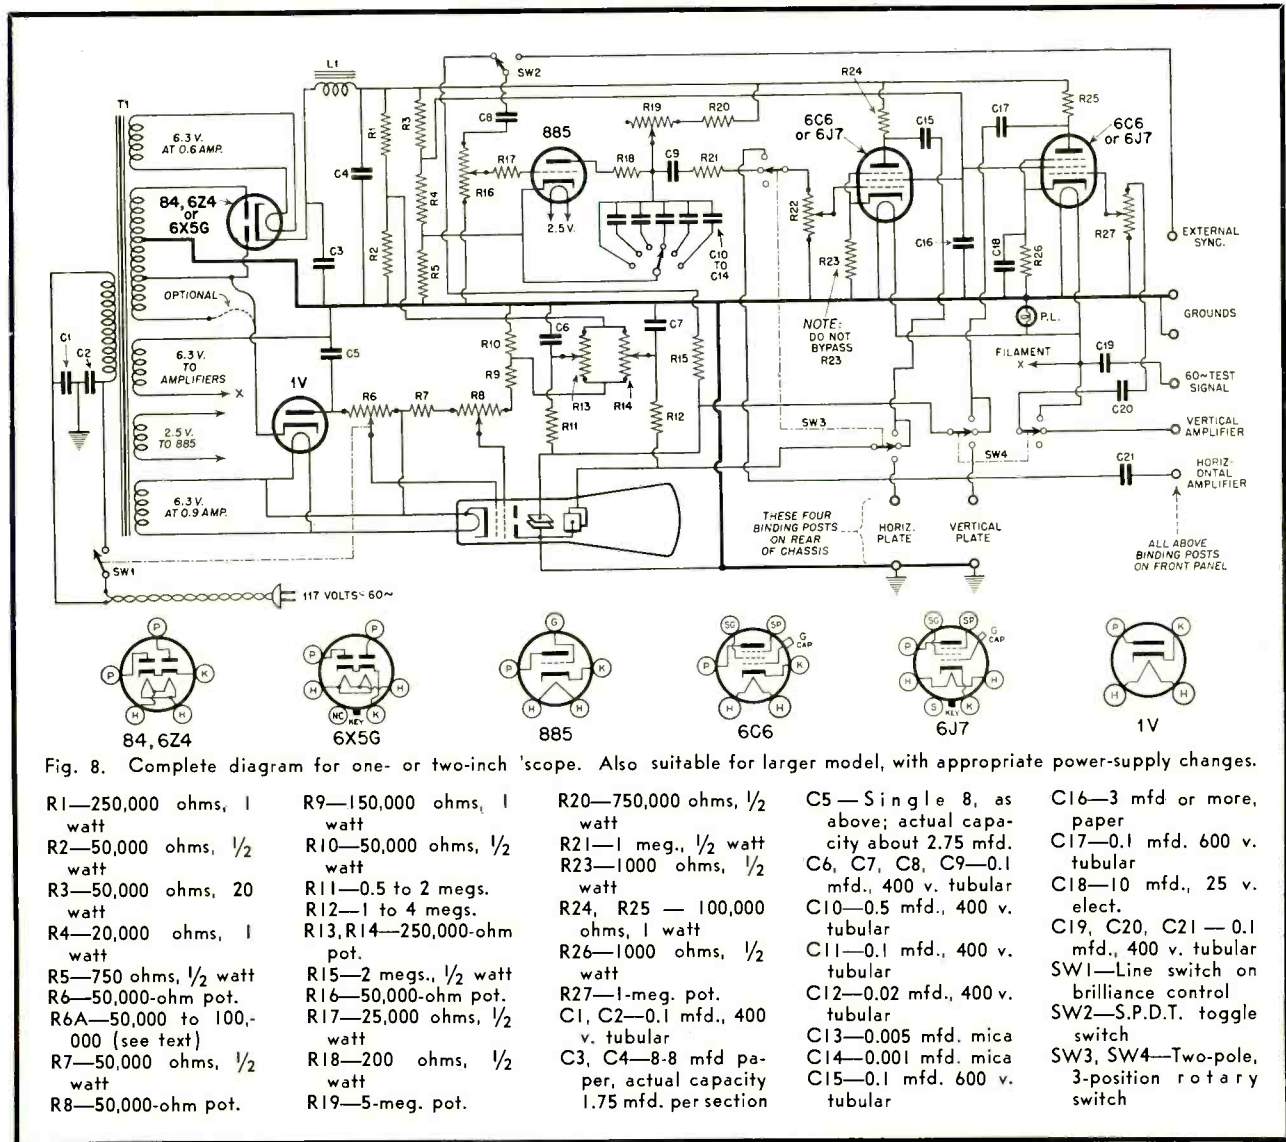 T1
L1
6.3 V.
AT 0.6 AMP.
84, 6Z4
or
6X5G
OPTIONAL
6.3 V.
TO
AMPLIFIERS
X
2.5 V.
TO 885
6.3 V.
AT 0.9 AMP.
C1
C2
SW1
117 VOLTS~60~
C3
C4
C5
1V
R1
R2
R3
R4
R5
R6
R7
R8
R9
R10
SW2
C8
R16
R17
885
2.5 V.
R18
R19
R20
C9
R21
C10
TO
C14
C6
R11
R13
R14
C7
R12
R15
R22
R23
R24
6C6
or 6J7
C15
C16
C17
R25
6C6
or 6J7
C18
R26
R27
NOTE:
DO NOT
BYPASS
R23
P.L.
FILAMENT
X
C19
C20
C21
SW3
SW4
EXTERNAL
SYNC.
GROUNDS
60~TEST
SIGNAL
VERTICAL
AMPLIFIER
HORIZ-
ONTAL
AMPLIFIER
THESE FOUR
BINDING POSTS
ON REAR
OF CHASSIS
HORIZ.
PLATE
VERTICAL
PLATE
ALL ABOVE
BINDING POSTS
ON FRONT PANEL
P
P
K
H
H
84, 6Z4
P
P
H
H
NC
KEY
K
6X5G
G
P
K
H
H
885
SG
SP
G
CAP
P
K
H
H
6C6
SG
SP
G
CAP
P
H
H
S
KEY
K
6J7
P
K
H
H
1V
Fig. 8. Complete diagram for one- or two-inch 'scope. Also suitable for larger model, with appropriate power-supply changes.
R1—250,000 ohms, 1
watt
R2—50,000 ohms, ½
watt
R3—50,000 ohms, 20
watt
R4—20,000 ohms, 1
watt
R5—750 ohms, ½ watt
R6—50,000-ohm pot.
R6A—50,000 to 100,-
000 (see text)
R7—50,000 ohms, ½
watt
R8—50,000-ohm pot.
R9—150,000 ohms, 1
watt
R10—50,000 ohms, ½
watt
R11—0.5 to 2 megs.
R12—1 to 4 megs.
R13, R14—250,000-ohm
pot.
R15—2 megs., ½ watt
R16—50,000-ohm pot.
R17—25,000 ohms, ½
watt
R18—200 ohms, ½
watt
R19—5-meg. pot.
R20—750,000 ohms, ½
watt
R21—1 meg., ½ watt
R23—1000 ohms, ½
watt
R24, R25 — 100,000
ohms, 1 watt
R26—1000 ohms, ½
watt
R27—1-meg. pot.
C1, C2—0.1 mfd., 400
v. tubular
C3, C4—8-8 mfd pa-
per, actual capacity
1.75 mfd. per section
C5—Single 8, as
above; actual capa-
city about 2.75 mfd.
C6, C7, C8, C9—0.1
mfd., 400 v. tubular
C10—0.5 mfd., 400 v.
tubular
C11—0.1 mfd., 400 v.
tubular
C12—0.02 mfd., 400 v.
tubular
C13—0.005 mfd. mica
C14—0.001 mfd. mica
C15—0.1 mfd. 600 v.
tubular
C16—3 mfd or more,
paper
C17—0.1 mfd. 600 v.
tubular
C18—10 mfd., 25 v.
elect.
C19, C20, C21—0.1
mfd., 400 v. tubular
SW1—Line switch on
brilliance control
SW2—S.P.D.T. toggle
switch
SW3, SW4—Two-pole,
3-position rotary
switch